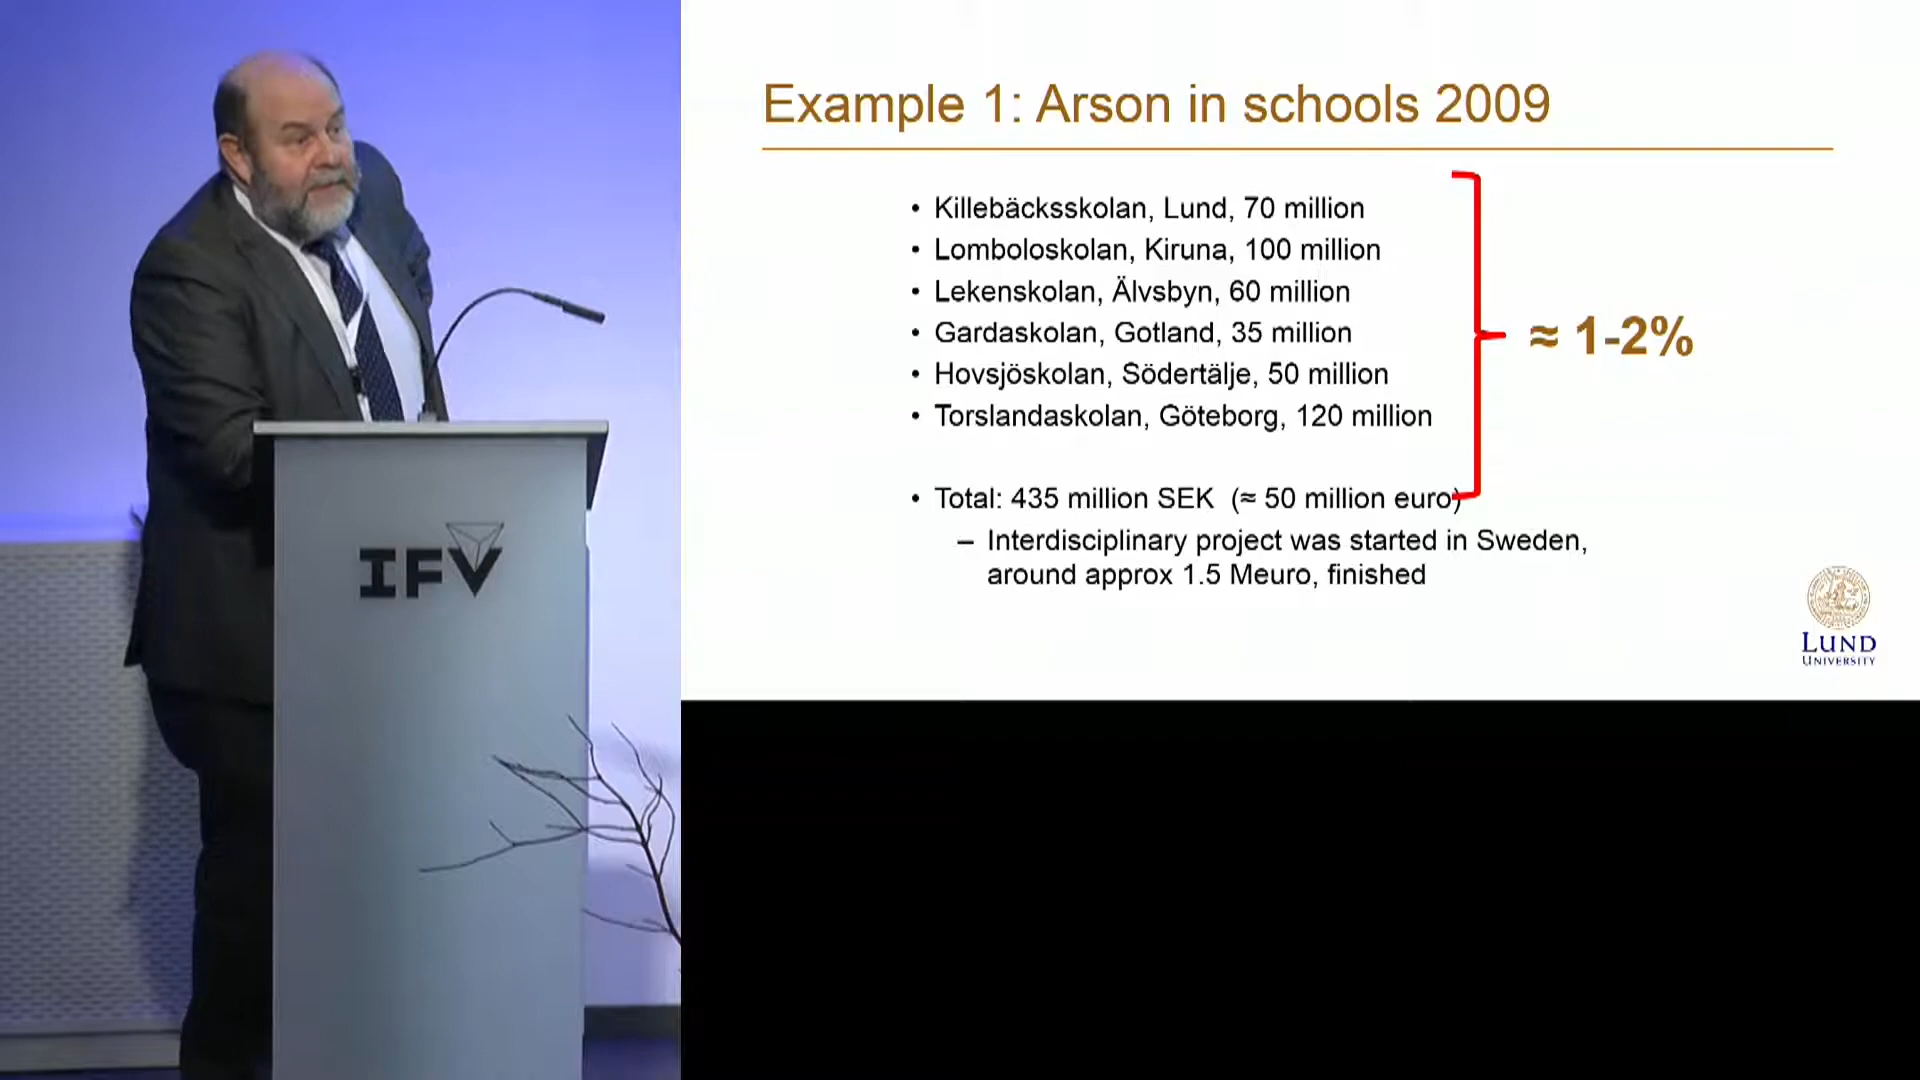 Example 1: Arson in schools 2009
• Killebäcksskolan, Lund, 70 million
• Lomboloskolan, Kiruna, 100 million
• Lekenskolan, Älvsbyn, 60 million
• Gardaskolan, Gotland, 35 million
• Hovsjöskolan, Södertälje, 50 million
• Torslandaskolan, Göteborg, 120 million
≈ 1-2%
• Total: 435 million SEK (≈ 50 million euro)
– Interdisciplinary project was started in Sweden,
around approx 1.5 Meuro, finished
LUND
UNIVERSITY
IFV